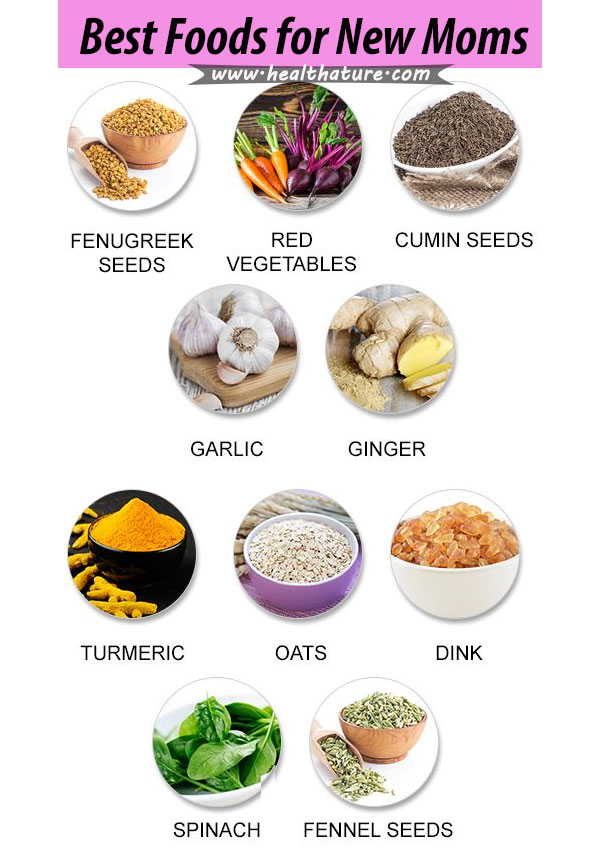 Best Foods for New Moms
www.healthature.com
FENUGREEK
SEEDS
RED
VEGETABLES
CUMIN SEEDS
GARLIC
GINGER
TURMERIC
OATS
DINK
SPINACH
FENNEL SEEDS